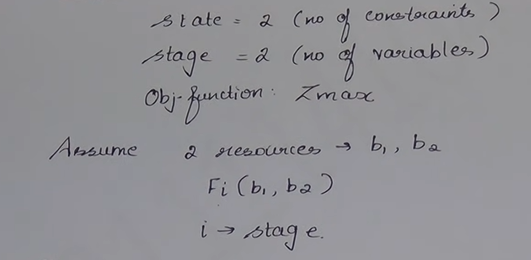 state = 2 (no of constraints)
stage = 2 (no of variables)
Obj-function: Zmax
Assume 2 resources → b₁, b₂
Fi (b₁, b₂)
i → stage.